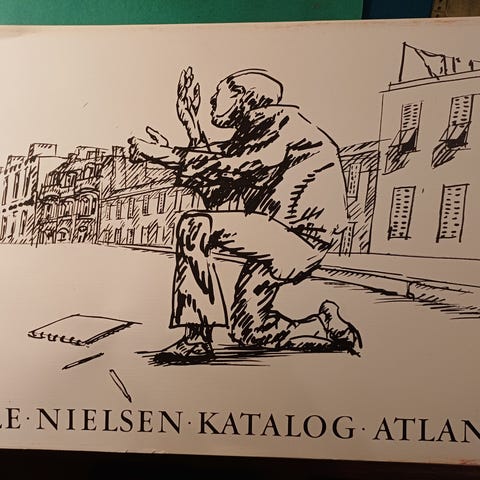 LE · NIELSEN · KATALOG · ATLAN